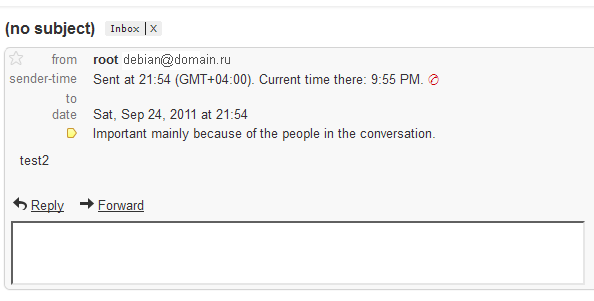 (no subject) Inbox | X
from root debian@domain.ru
sender-time Sent at 21:54 (GMT+04:00). Current time there: 9:55 PM.
to
date Sat, Sep 24, 2011 at 21:54
Important mainly because of the people in the conversation.
test2
Reply Forward